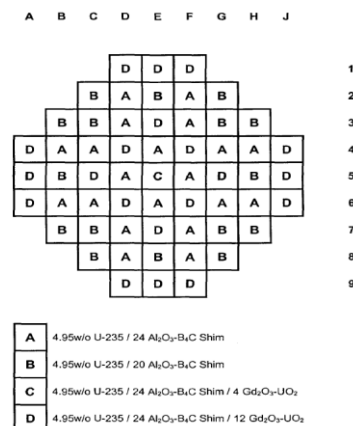 A B C D E F G H J
D D D 1
B A B A B 2
B B A D A B B 3
D A A D A D A A D 4
D B D A C A D B D 5
D A A D A D A A D 6
B B A D A B B 7
B A B A B 8
D D D 9
A 4.95w/o U-235 / 24 Al₂O₃-B₄C Shim
B 4.95w/o U-235 / 20 Al₂O₃-B₄C Shim
C 4.95w/o U-235 / 24 Al₂O₃-B₄C Shim / 4 Gd₂O₃-UO₂
D 4.95w/o U-235 / 24 Al₂O₃-B₄C Shim / 12 Gd₂O₃-UO₂